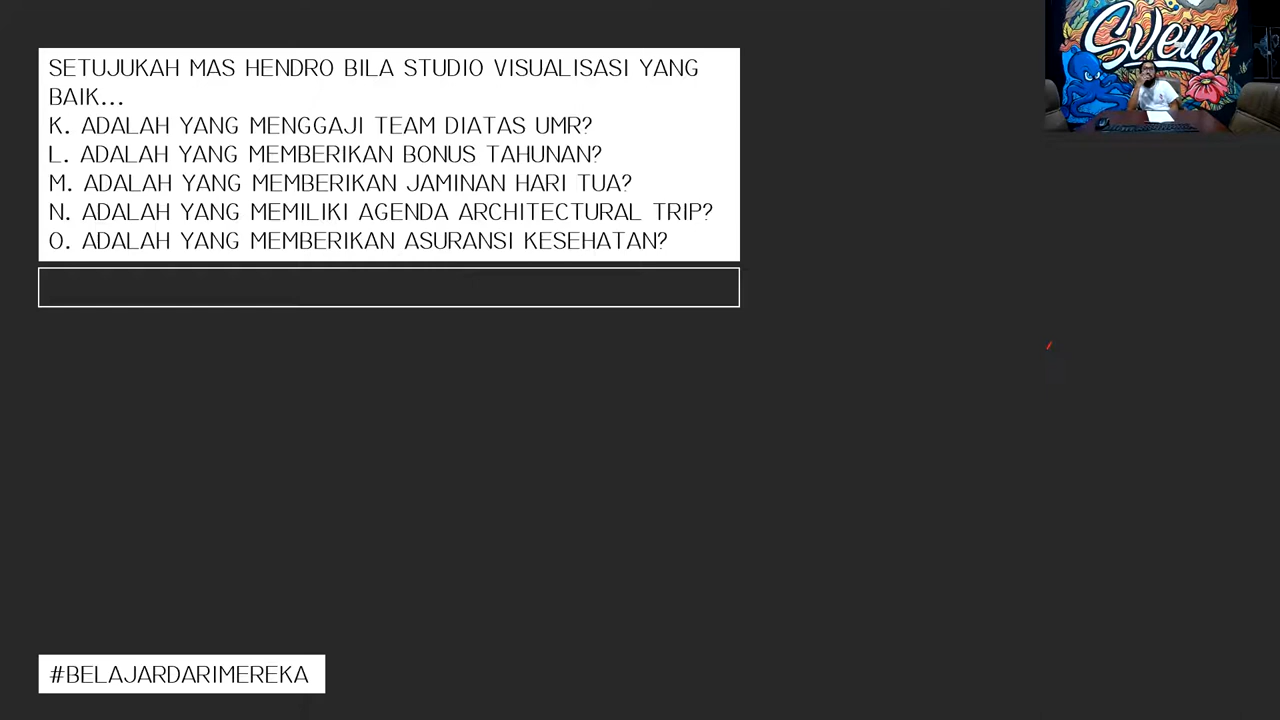 SETUJUKAH MAS HENDRO BILA STUDIO VISUALISASI YANG
BAIK...
K. ADALAH YANG MENGGAJI TEAM DIATAS UMR?
L. ADALAH YANG MEMBERIKAN BONUS TAHUNAN?
M. ADALAH YANG MEMBERIKAN JAMINAN HARI TUA?
N. ADALAH YANG MEMILIKI AGENDA ARCHITECTURAL TRIP?
O. ADALAH YANG MEMBERIKAN ASURANSI KESEHATAN?
Svein
#BELAJARDARIMEREKA